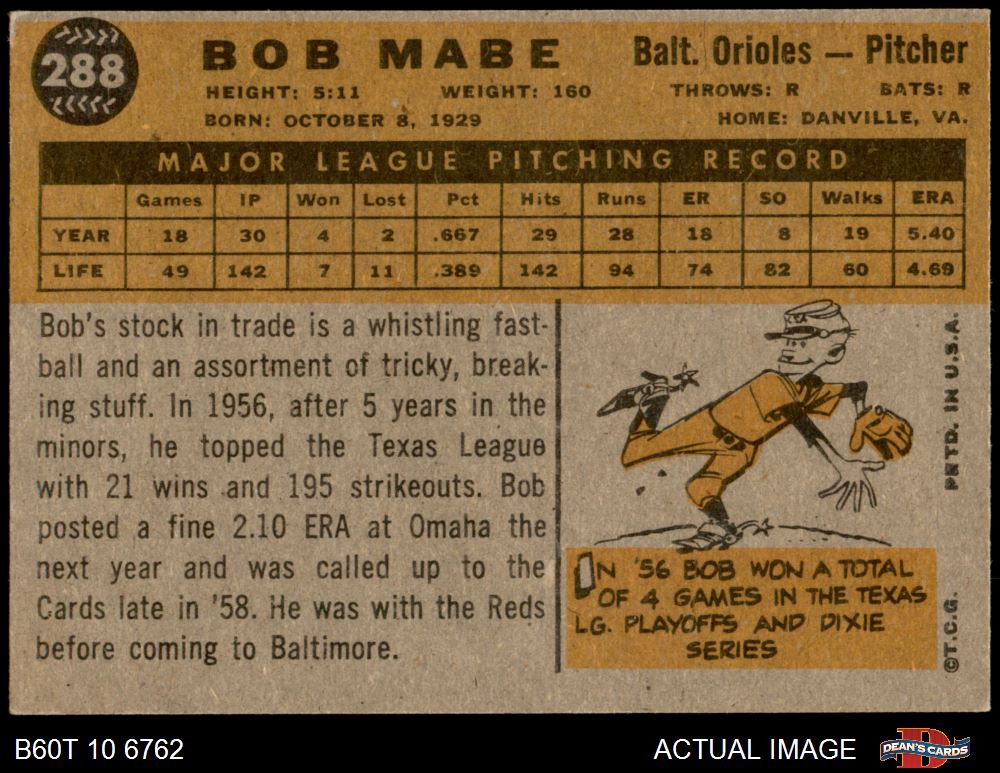 288
BOB MABE
Balt. Orioles — Pitcher
HEIGHT: 5:11 WEIGHT: 160 THROWS: R BATS: R
BORN: OCTOBER 8, 1929 HOME: DANVILLE, VA.
MAJOR LEAGUE PITCHING RECORD
Games IP Won Lost Pct Hits Runs ER SO Walks ERA
YEAR 18 30 4 2 .667 29 28 18 8 19 5.40
LIFE 49 142 7 11 .389 142 94 74 82 60 4.69
Bob's stock in trade is a whistling fast-
ball and an assortment of tricky, break-
ing stuff. In 1956, after 5 years in the
minors, he topped the Texas League
with 21 wins and 195 strikeouts. Bob
posted a fine 2.10 ERA at Omaha the
next year and was called up to the
Cards late in '58. He was with the Reds
before coming to Baltimore.
IN '56 BOB WON A TOTAL
OF 4 GAMES IN THE TEXAS
LG. PLAYOFFS AND DIXIE
SERIES
©T.C.G. PRTD. IN U.S.A.
B60T 10 6762 ACTUAL IMAGE DEAN'S CARDS